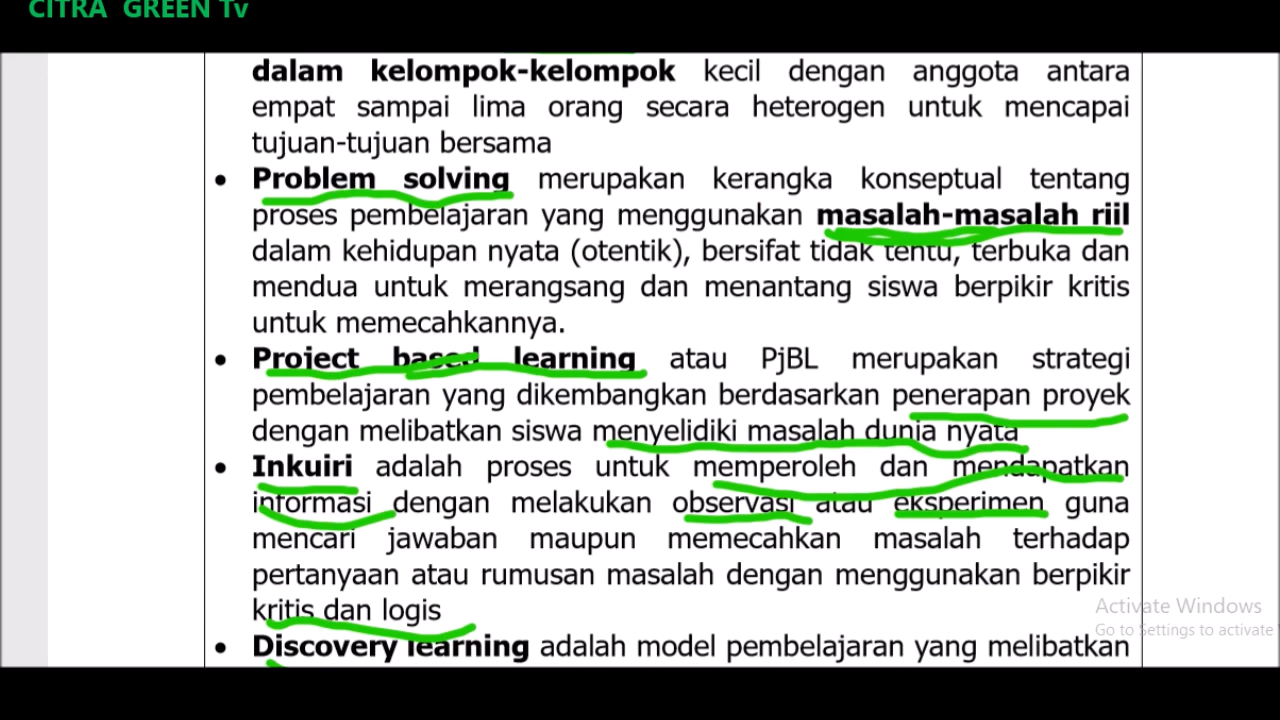 CITRA GREEN Tv
dalam kelompok-kelompok kecil dengan anggota antara
empat sampai lima orang secara heterogen untuk mencapai
tujuan-tujuan bersama
• Problem solving merupakan kerangka konseptual tentang
proses pembelajaran yang menggunakan masalah-masalah riil
dalam kehidupan nyata (otentik), bersifat tidak tentu, terbuka dan
mendua untuk merangsang dan menantang siswa berpikir kritis
untuk memecahkannya.
• Project based learning atau PjBL merupakan strategi
pembelajaran yang dikembangkan berdasarkan penerapan proyek
dengan melibatkan siswa menyelidiki masalah dunia nyata
• Inkuiri adalah proses untuk memperoleh dan mendapatkan
informasi dengan melakukan observasi atau eksperimen guna
mencari jawaban maupun memecahkan masalah terhadap
pertanyaan atau rumusan masalah dengan menggunakan berpikir
kritis dan logis
• Discovery learning adalah model pembelajaran yang melibatkan
Activate Windows
Go to Settings to activate